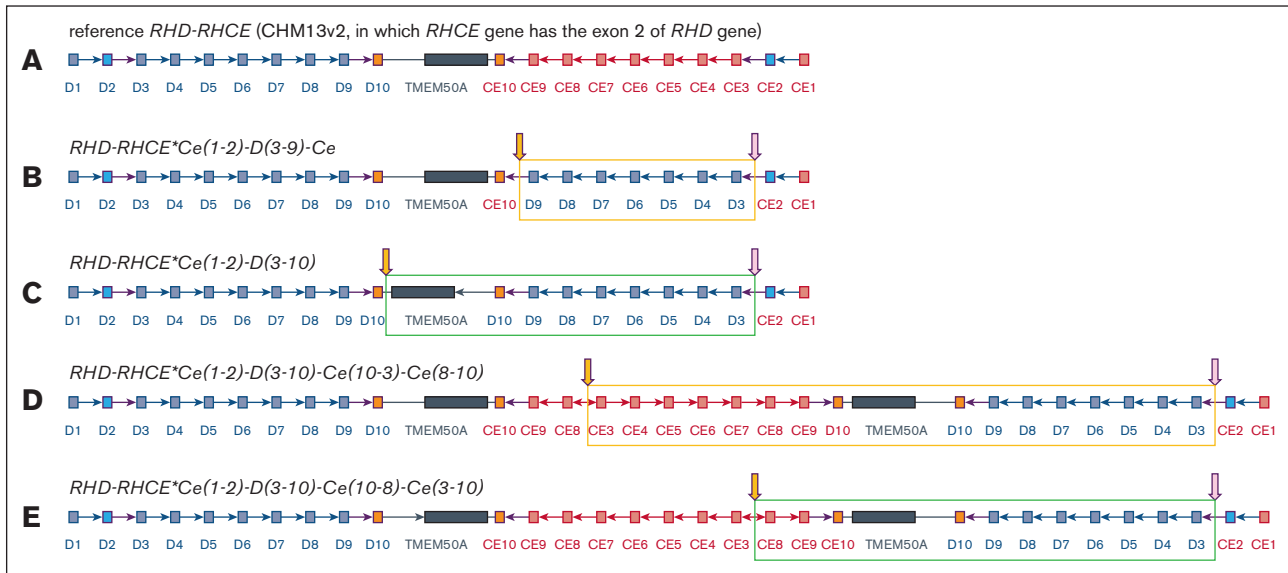 reference RHD-RHCE (CHM13v2, in which RHCE gene has the exon 2 of RHD gene)
A
D1 D2 D3 D4 D5 D6 D7 D8 D9 D10 TMEM50A CE10 CE9 CE8 CE7 CE6 CE5 CE4 CE3 CE2 CE1
RHD-RHCE*Ce(1-2)-D(3-9)-Ce
B
D1 D2 D3 D4 D5 D6 D7 D8 D9 D10 TMEM50A CE10 D9 D8 D7 D6 D5 D4 D3 CE2 CE1
RHD-RHCE*Ce(1-2)-D(3-10)
C
D1 D2 D3 D4 D5 D6 D7 D8 D9 D10 TMEM50A D10 D9 D8 D7 D6 D5 D4 D3 CE2 CE1
RHD-RHCE*Ce(1-2)-D(3-10)-Ce(10-3)-Ce(8-10)
D
D1 D2 D3 D4 D5 D6 D7 D8 D9 D10 TMEM50A CE10 CE9 CE8 CE3 CE4 CE5 CE6 CE7 CE8 CE9 D10 TMEM50A D10 D9 D8 D7 D6 D5 D4 D3 CE2 CE1
RHD-RHCE*Ce(1-2)-D(3-10)-Ce(10-8)-Ce(3-10)
E
D1 D2 D3 D4 D5 D6 D7 D8 D9 D10 TMEM50A CE10 CE9 CE8 CE7 CE6 CE5 CE4 CE3 CE8 CE9 CE10 TMEM50A D10 D9 D8 D7 D6 D5 D4 D3 CE2 CE1